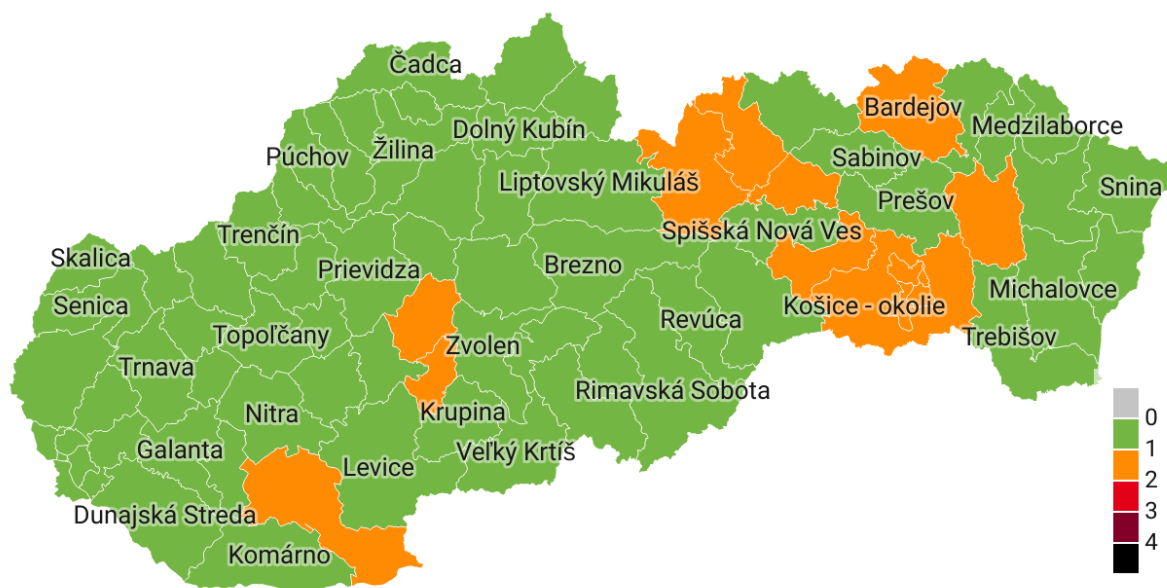 Čadca
Bardejov
Medzilaborce
Dolný Kubín
Púchov
Žilina
Sabinov
Liptovský Mikuláš
Snina
Prešov
Trenčín
Spišská Nová Ves
Skalica
Prievidza
Brezno
Senica
Košice - okolie
Michalovce
Topoľčany
Revúca
Zvolen
Trebišov
Trnava
Rimavská Sobota
Nitra
Krupina
Galanta
Veľký Krtíš
Levice
Dunajská Streda
Komárno
0
1
2
3
4